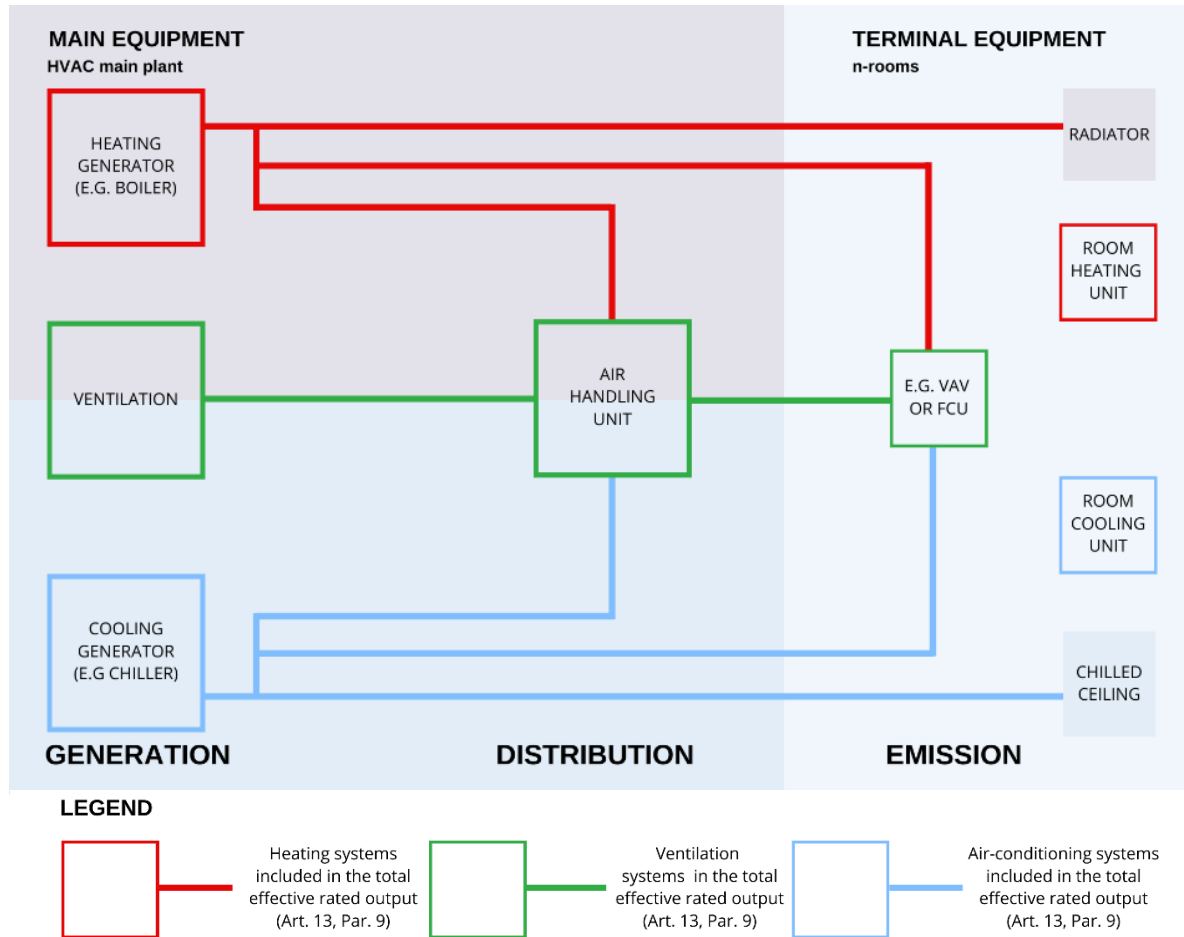 MAIN EQUIPMENT
HVAC main plant
TERMINAL EQUIPMENT
n-rooms
HEATING
GENERATOR
(E.G. BOILER)
RADIATOR
ROOM
HEATING
UNIT
VENTILATION
AIR
HANDLING
UNIT
E.G. VAV
OR FCU
ROOM
COOLING
UNIT
COOLING
GENERATOR
(E.G CHILLER)
CHILLED
CEILING
GENERATION
DISTRIBUTION
EMISSION
LEGEND
Heating systems
included in the total
effective rated output
(Art. 13, Par. 9)
Ventilation
systems in the total
effective rated output
(Art. 13, Par. 9)
Air-conditioning systems
included in the total
effective rated output
(Art. 13, Par. 9)